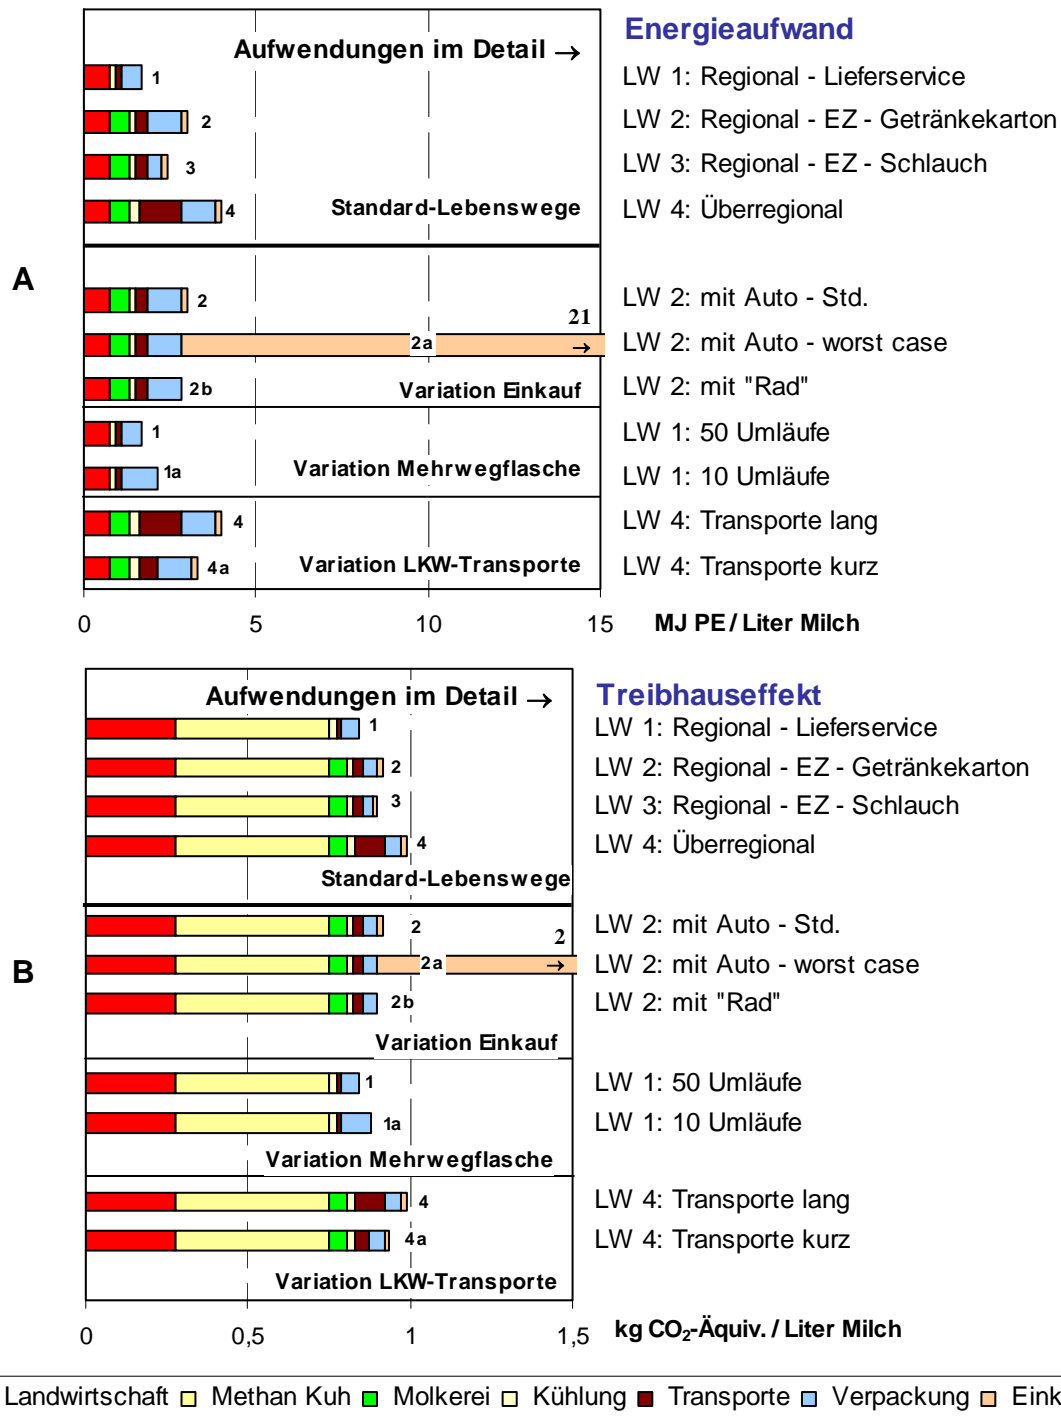 Aufwendungen im Detail →
Energieaufwand
1
LW 1: Regional - Lieferservice
2
LW 2: Regional - EZ - Getränkekarton
3
LW 3: Regional - EZ - Schlauch
4
Standard-Lebenswege
LW 4: Überregional
A
2
LW 2: mit Auto - Std.
21
2a
→
LW 2: mit Auto - worst case
2b
Variation Einkauf
LW 2: mit "Rad"
1
LW 1: 50 Umläufe
1a
Variation Mehrwegflasche
LW 1: 10 Umläufe
4
LW 4: Transporte lang
4a
Variation LKW-Transporte
LW 4: Transporte kurz
0 5 10 15 MJ PE / Liter Milch
Aufwendungen im Detail →
Treibhauseffekt
1
LW 1: Regional - Lieferservice
2
LW 2: Regional - EZ - Getränkekarton
3
LW 3: Regional - EZ - Schlauch
4
LW 4: Überregional
Standard-Lebenswege
B
2
LW 2: mit Auto - Std.
2
2a
→
LW 2: mit Auto - worst case
2b
LW 2: mit "Rad"
Variation Einkauf
1
LW 1: 50 Umläufe
1a
LW 1: 10 Umläufe
Variation Mehrwegflasche
4
LW 4: Transporte lang
4a
LW 4: Transporte kurz
Variation LKW-Transporte
0 0,5 1 1,5 kg CO₂-Äquiv. / Liter Milch
Landwirtschaft Methan Kuh Molkerei Kühlung Transporte Verpackung Eink